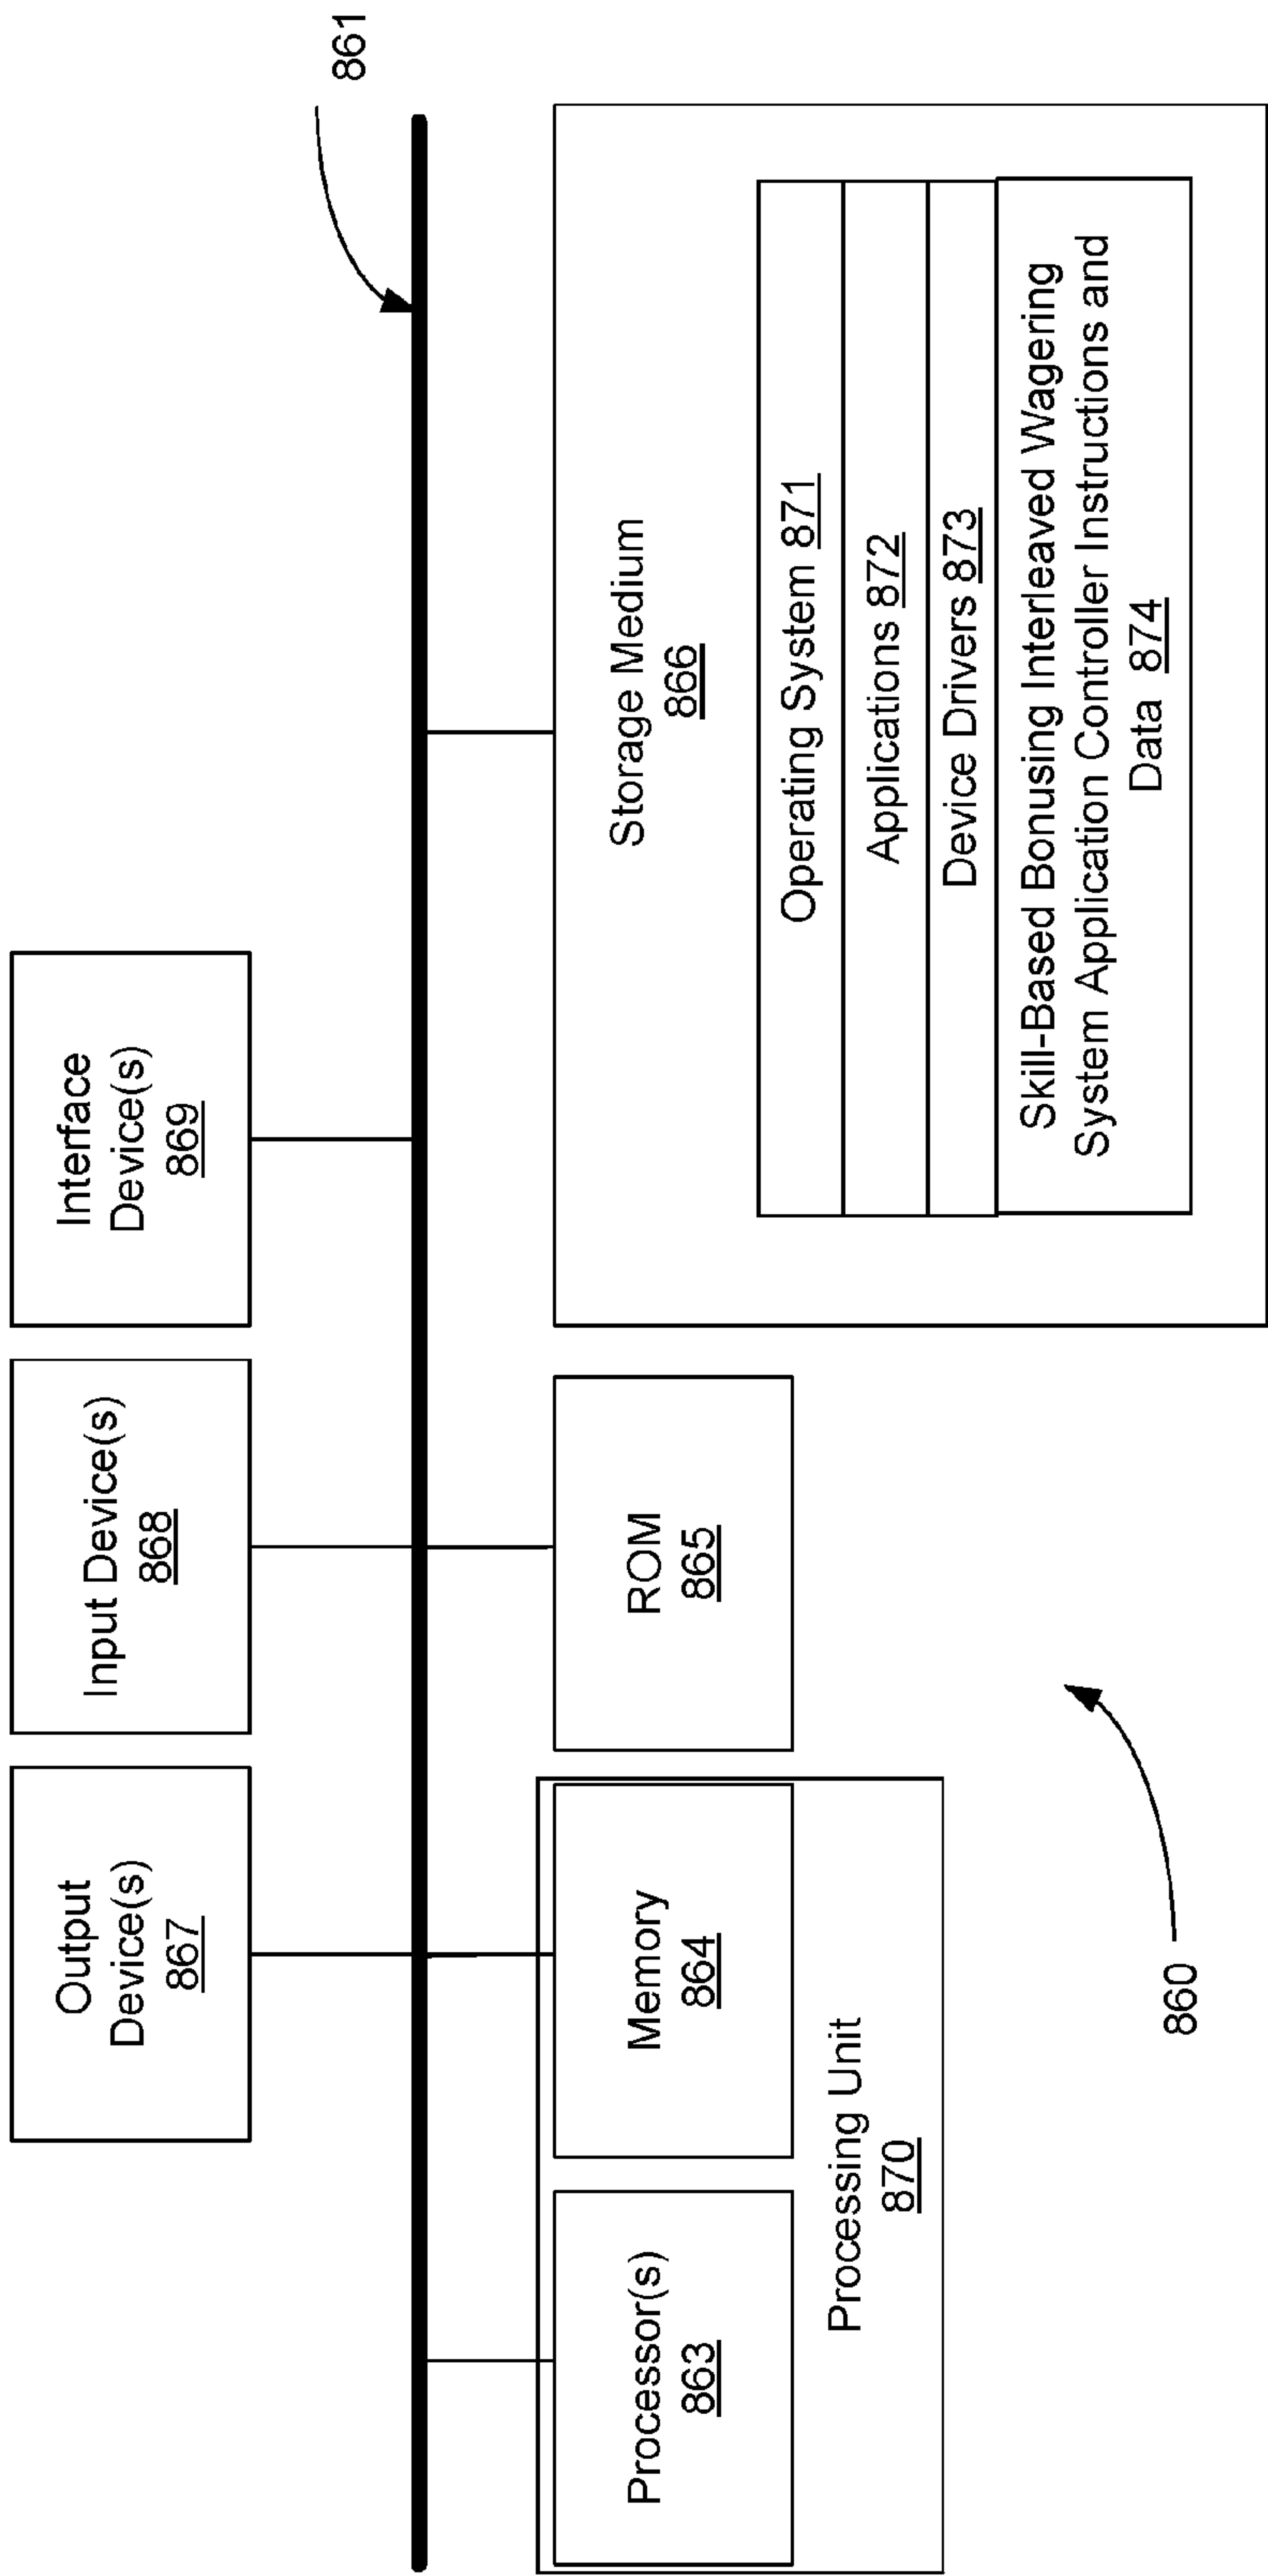 861
Output
Device(s)
867
Input Device(s)
868
Interface
Device(s)
869
Processor(s)
863
Memory
864
Processing Unit
870
ROM
865
Storage Medium
866
Operating System 871
Applications 872
Device Drivers 873
Skill-Based Bonusing Interleaved Wagering
System Application Controller Instructions and
Data 874
860